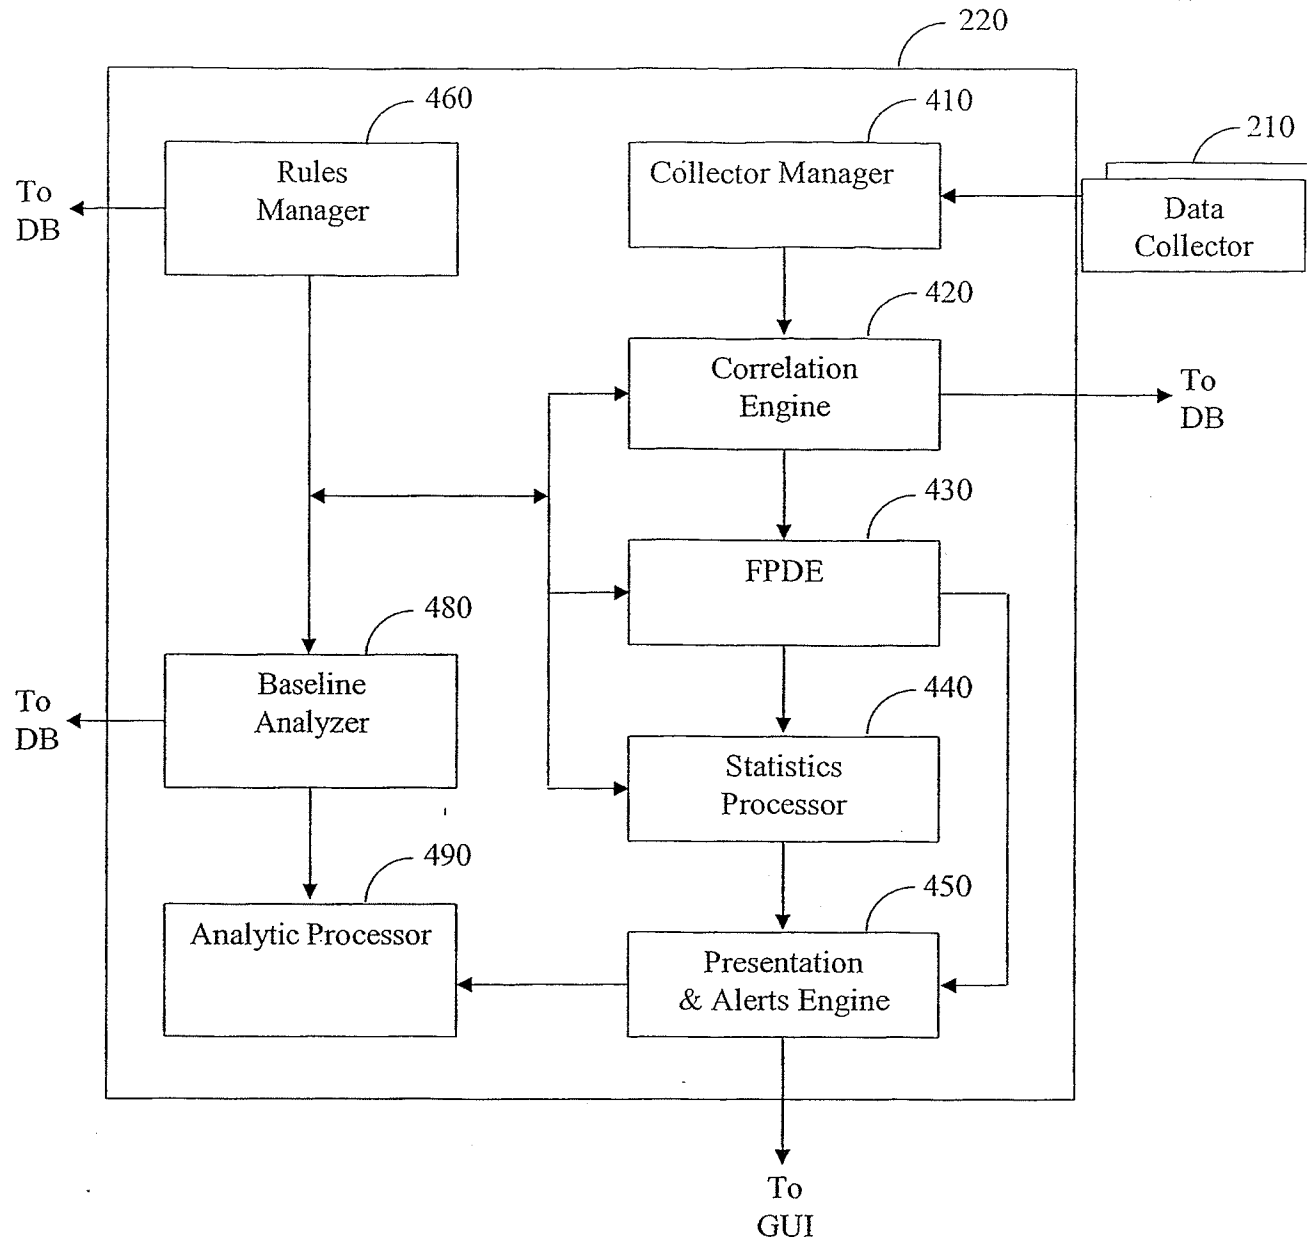 220
460
410
210
Rules
Manager
Collector Manager
To
DB
Data
Collector
420
Correlation
Engine
To
DB
430
FPDE
480
Baseline
Analyzer
To
DB
440
Statistics
Processor
490
Analytic Processor
450
Presentation
& Alerts Engine
To
GUI